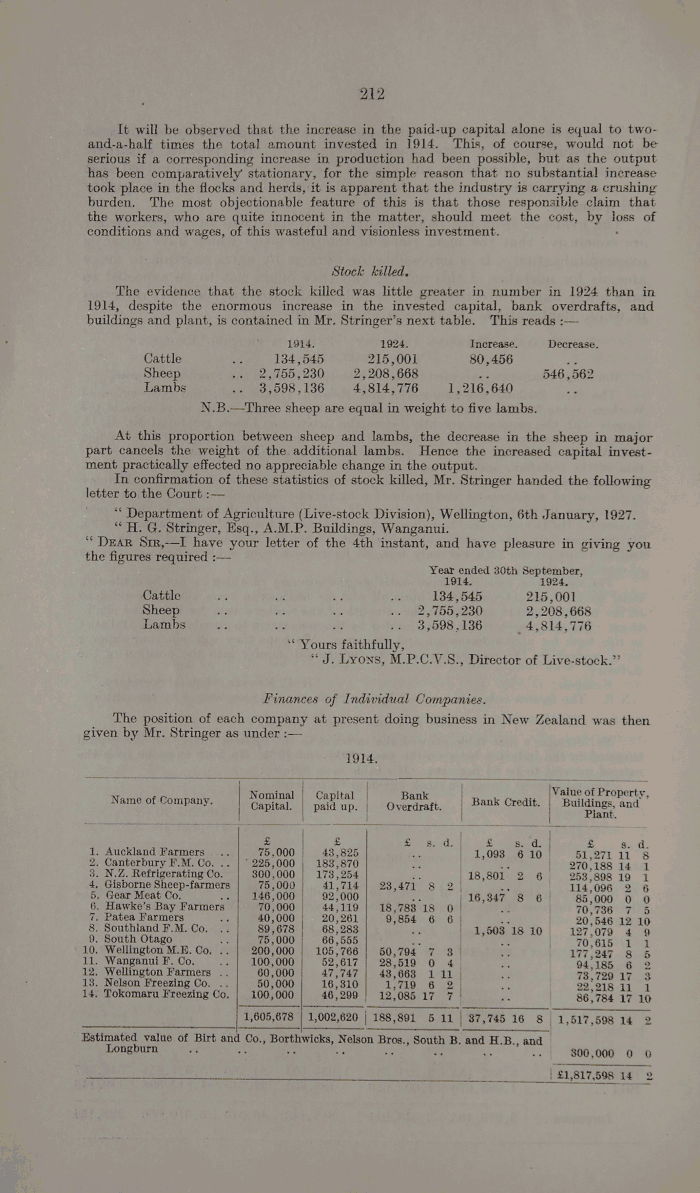 212
It will be observed that the increase in the paid-up capital alone is equal to two-
and-a-half times the total amount invested in 1914. This, of course, would not be
serious if a corresponding increase in production had been possible, but as the output
has been comparatively stationary, for the simple reason that no substantial increase
took place in the flocks and herds, it is apparent that the industry is carrying a crushing
burden. The most objectionable feature of this is that those responsible claim that
the workers, who are quite innocent in the matter, should meet the cost, by loss of
conditions and wages, of this wasteful and visionless investment.
Stock killed.
The evidence that the stock killed was little greater in number in 1924 than in
1914, despite the enormous increase in the invested capital, bank overdrafts, and
buildings and plant, is contained in Mr. Stringer's next table. This reads :—
1914. 1924. Increase. Decrease.
Cattle .. 134,545 215,001 80,456 ..
Sheep .. 2,755,230 2,208,668 .. 546,562
Lambs .. 3,598,136 4,814,776 1,216,640 ..
N.B.—Three sheep are equal in weight to five lambs.
At this proportion between sheep and lambs, the decrease in the sheep in major
part cancels the weight of the additional lambs. Hence the increased capital invest-
ment practically effected no appreciable change in the output.
In confirmation of these statistics of stock killed, Mr. Stringer handed the following
letter to the Court :—
" Department of Agriculture (Live-stock Division), Wellington, 6th January, 1927.
" H. G. Stringer, Esq., A.M.P. Buildings, Wanganui.
" DEAR SIR,—I have your letter of the 4th instant, and have pleasure in giving you
the figures required :—
Year ended 30th September,
1914. 1924.
Cattle .. .. .. .. 134,545 215,001
Sheep .. .. .. .. 2,755,230 2,208,668
Lambs .. .. .. .. 3,598,136 4,814,776
" Yours faithfully,
" J. LYONS, M.P.C.V.S., Director of Live-stock."
Finances of Individual Companies.
The position of each company at present doing business in New Zealand was then
given by Mr. Stringer as under :—
1914.
Name of Company. Nominal Capital. Capital paid up. Bank Overdraft. Bank Credit. Value of Property, Buildings, and Plant.
£ £ £ s. d. £ s. d. £ s. d.
1. Auckland Farmers .. 75,000 43,825 .. 1,093 6 10 51,271 11 8
2. Canterbury F.M. Co. .. 225,000 183,870 .. .. 270,188 14 1
3. N.Z. Refrigerating Co. 300,000 173,254 .. 18,801 2 6 253,898 19 1
4. Gisborne Sheep-farmers 75,000 41,714 23,471 8 2 .. 114,096 2 6
5. Gear Meat Co. .. 146,000 92,000 .. 16,347 8 6 85,000 0 0
6. Hawke's Bay Farmers 70,000 44,119 18,783 18 0 .. 70,736 7 5
7. Patea Farmers .. 40,000 20,261 9,854 6 6 .. 20,546 12 10
8. Southland F.M. Co. .. 89,678 68,283 .. 1,503 18 10 127,079 4 9
9. South Otago .. 75,000 66,555 .. .. 70,615 1 1
10. Wellington M.E. Co. .. 200,000 105,766 50,794 7 3 .. 177,247 8 5
11. Wanganui F. Co. .. 100,000 52,617 28,519 0 4 .. 94,185 6 2
12. Wellington Farmers .. 60,000 47,747 43,663 1 11 .. 73,729 17 3
13. Nelson Freezing Co. .. 50,000 16,310 1,719 6 2 .. 22,218 11 1
14. Tokomaru Freezing Co. 100,000 46,299 12,085 17 7 .. 86,784 17 10
1,605,678 1,002,620 188,891 5 11 37,745 16 8 1,517,598 14 2
Estimated value of Birt and Co., Borthwicks, Nelson Bros., South B. and H.B., and
Longburn .. .. .. .. .. .. .. .. 300,000 0 0
£1,817,598 14 2